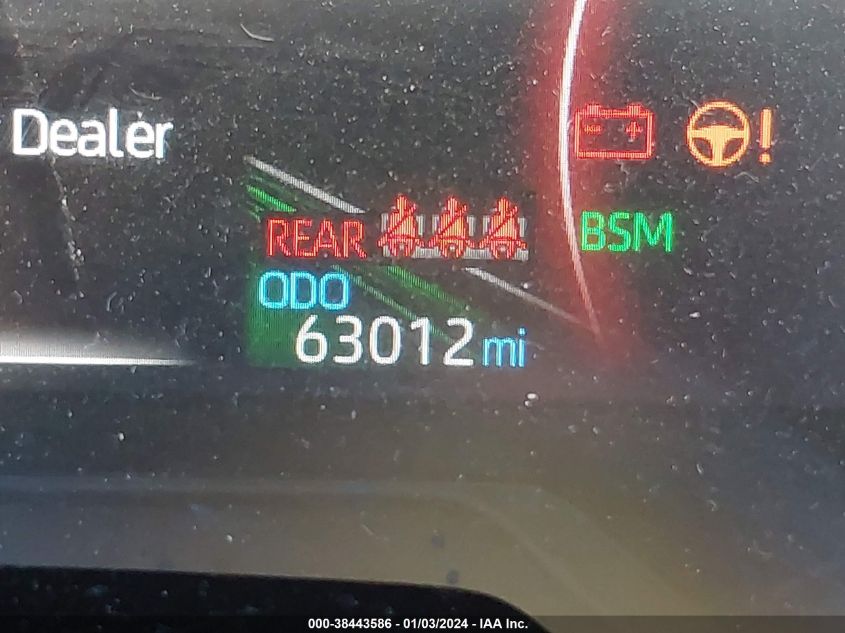 Dealer
REAR
BSM
ODO
63012 mi
000-38443586 - 01/03/2024 - IAA Inc.